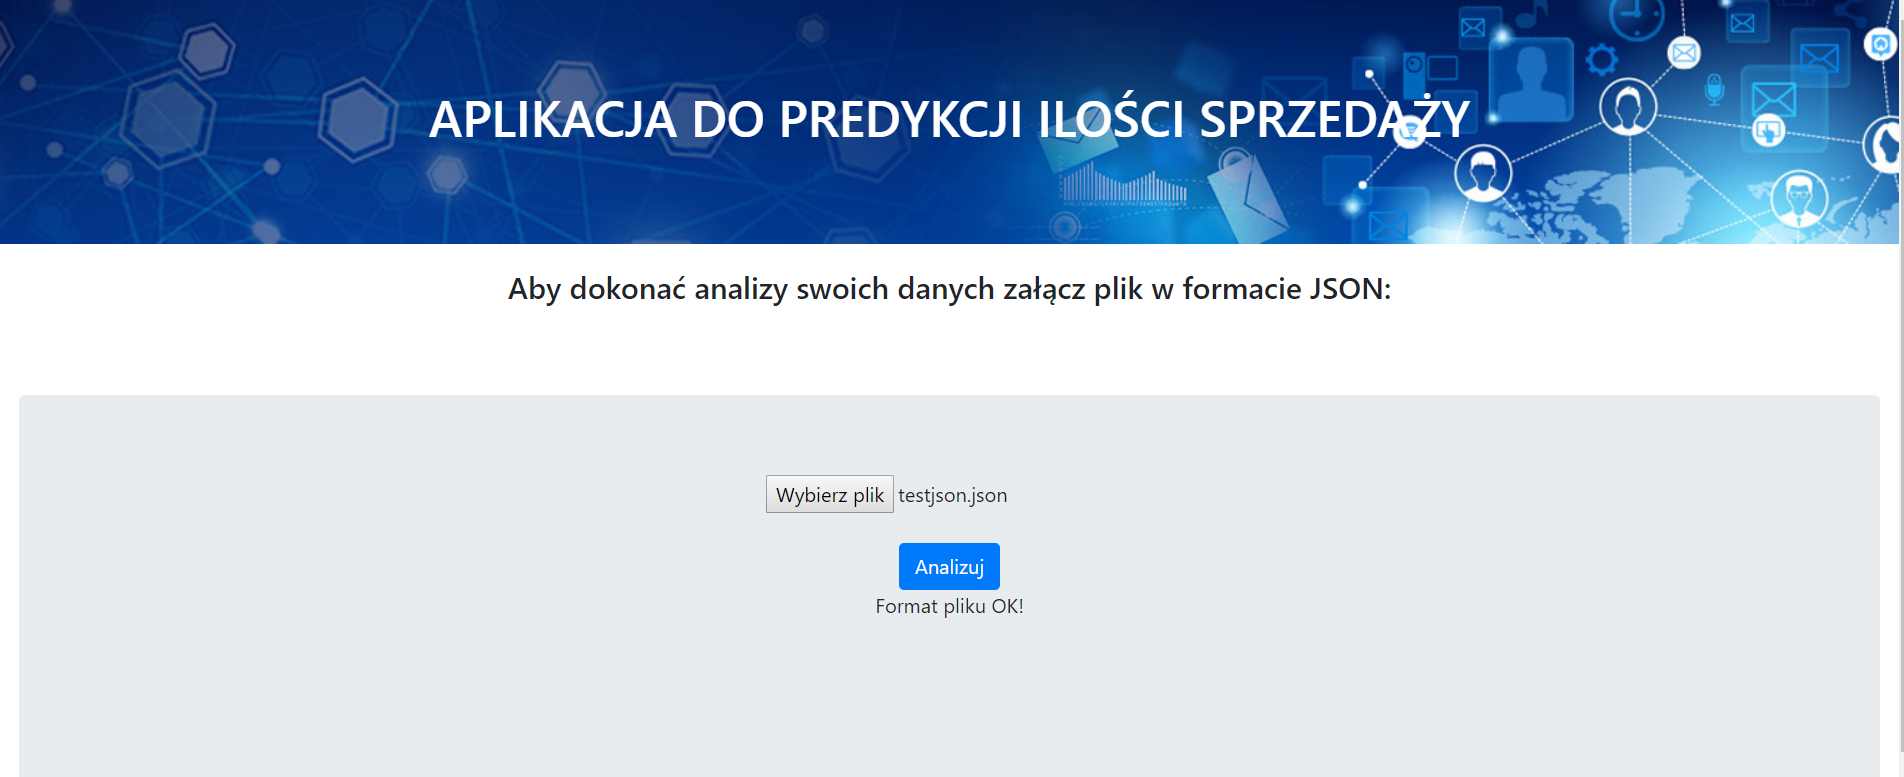 APLIKACJA DO PREDYKCJI ILOŚCI SPRZEDAŻY
Aby dokonać analizy swoich danych załącz plik w formacie JSON:
Wybierz plik testjson.json
Analizuj
Format pliku OK!